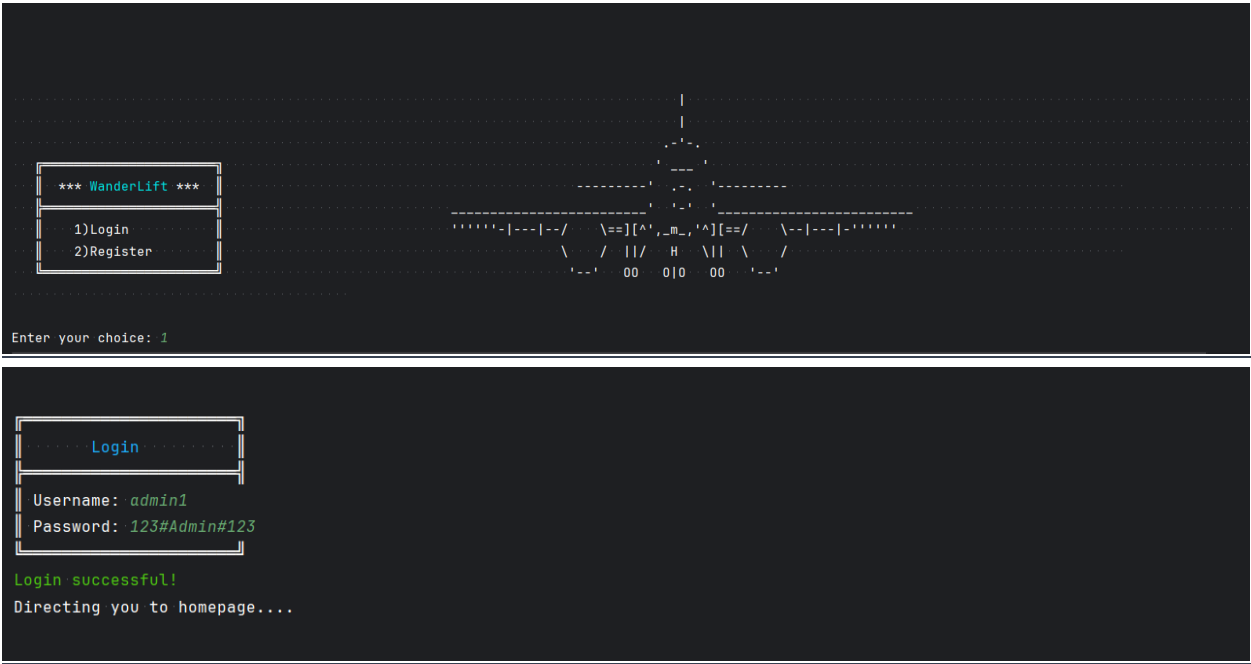 *** WanderLift ***
1)Login
2)Register
Enter your choice: 1
Login
Username: admin1
Password: 123#Admin#123
Login successful!
Directing you to homepage....